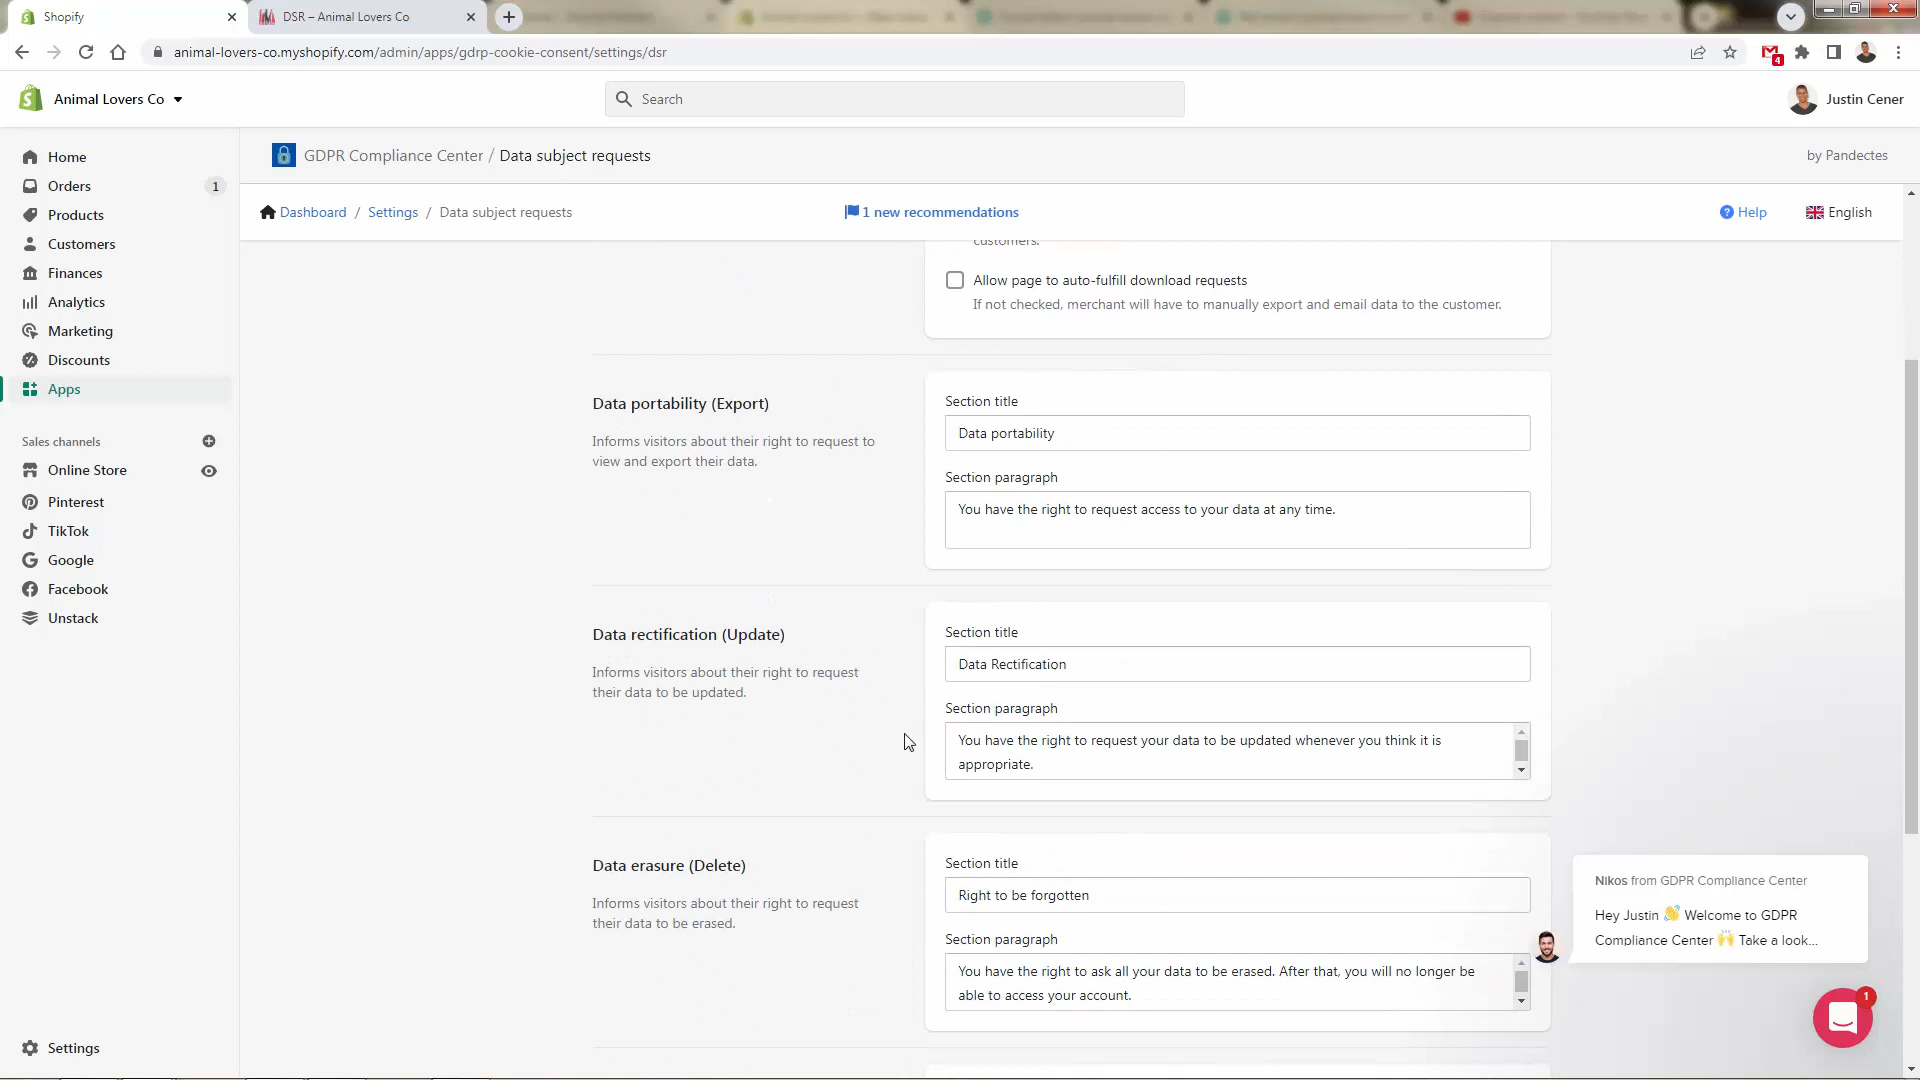 Shopify
DSR – Animal Lovers Co
animal-lovers-co.myshopify.com/admin/apps/gdrp-cookie-consent/settings/dsr
4
Animal Lovers Co
Search
Justin Cener
Home
Orders
1
Products
Customers
Finances
Analytics
Marketing
Discounts
Apps
Sales channels
Online Store
Pinterest
TikTok
Google
Facebook
Unstack
Settings
GDPR Compliance Center / Data subject requests
by Pandectes
Dashboard / Settings / Data subject requests
1 new recommendations
Help
English
customers.
Allow page to auto-fulfill download requests
If not checked, merchant will have to manually export and email data to the customer.
Data portability (Export)
Informs visitors about their right to request to
view and export their data.
Section title
Data portability
Section paragraph
You have the right to request access to your data at any time.
Data rectification (Update)
Informs visitors about their right to request
their data to be updated.
Section title
Data Rectification
Section paragraph
You have the right to request your data to be updated whenever you think it is
appropriate.
Data erasure (Delete)
Informs visitors about their right to request
their data to be erased.
Section title
Right to be forgotten
Section paragraph
You have the right to ask all your data to be erased. After that, you will no longer be
able to access your account.
Nikos from GDPR Compliance Center
Hey Justin 👋 Welcome to GDPR
Compliance Center 🙌 Take a look...
1